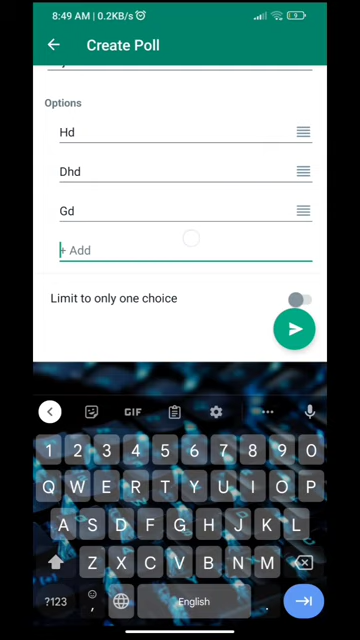 8:49 AM | 0.2KB/s
9
Create Poll
Options
Hd
Dhd
Gd
+ Add
Limit to only one choice
GIF
1 2 3 4 5 6 7 8 9 0
Q W E R T Y U I O P
A S D F G H J K L
Z X C V B N M
?123 , English .